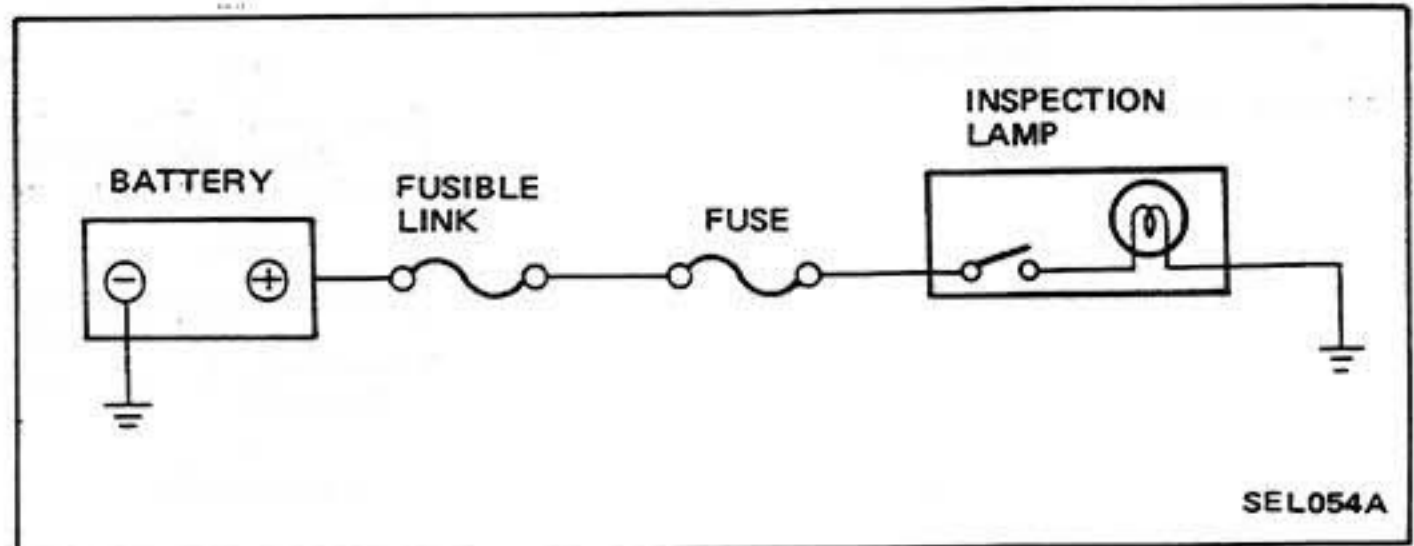 BATTERY
FUSIBLE
LINK
FUSE
INSPECTION
LAMP
SEL054A